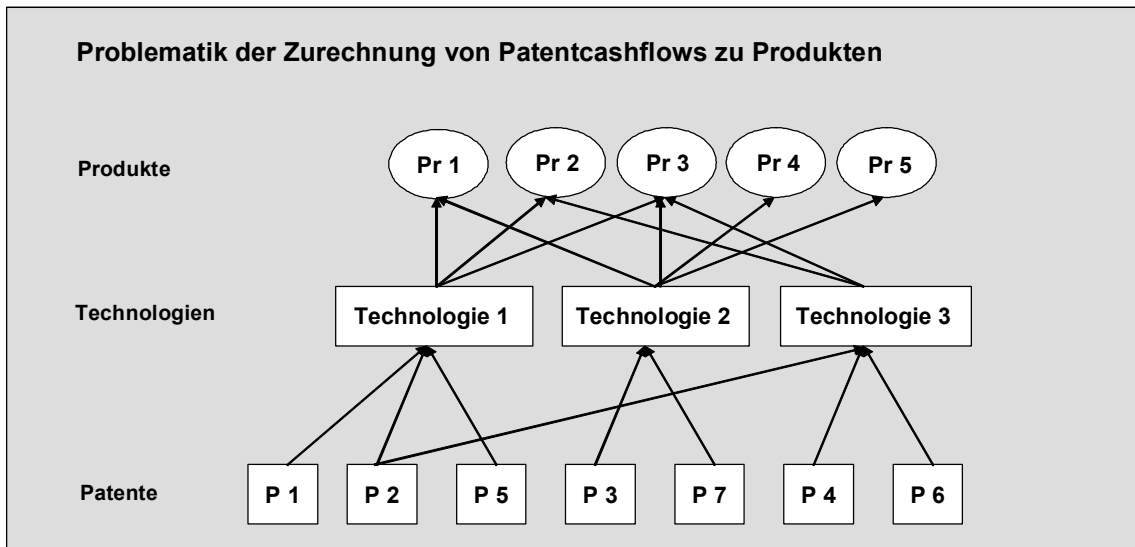 Problematik der Zurechnung von Patentcashflows zu Produkten
Produkte
Pr 1
Pr 2
Pr 3
Pr 4
Pr 5
Technologien
Technologie 1
Technologie 2
Technologie 3
Patente
P 1
P 2
P 5
P 3
P 7
P 4
P 6